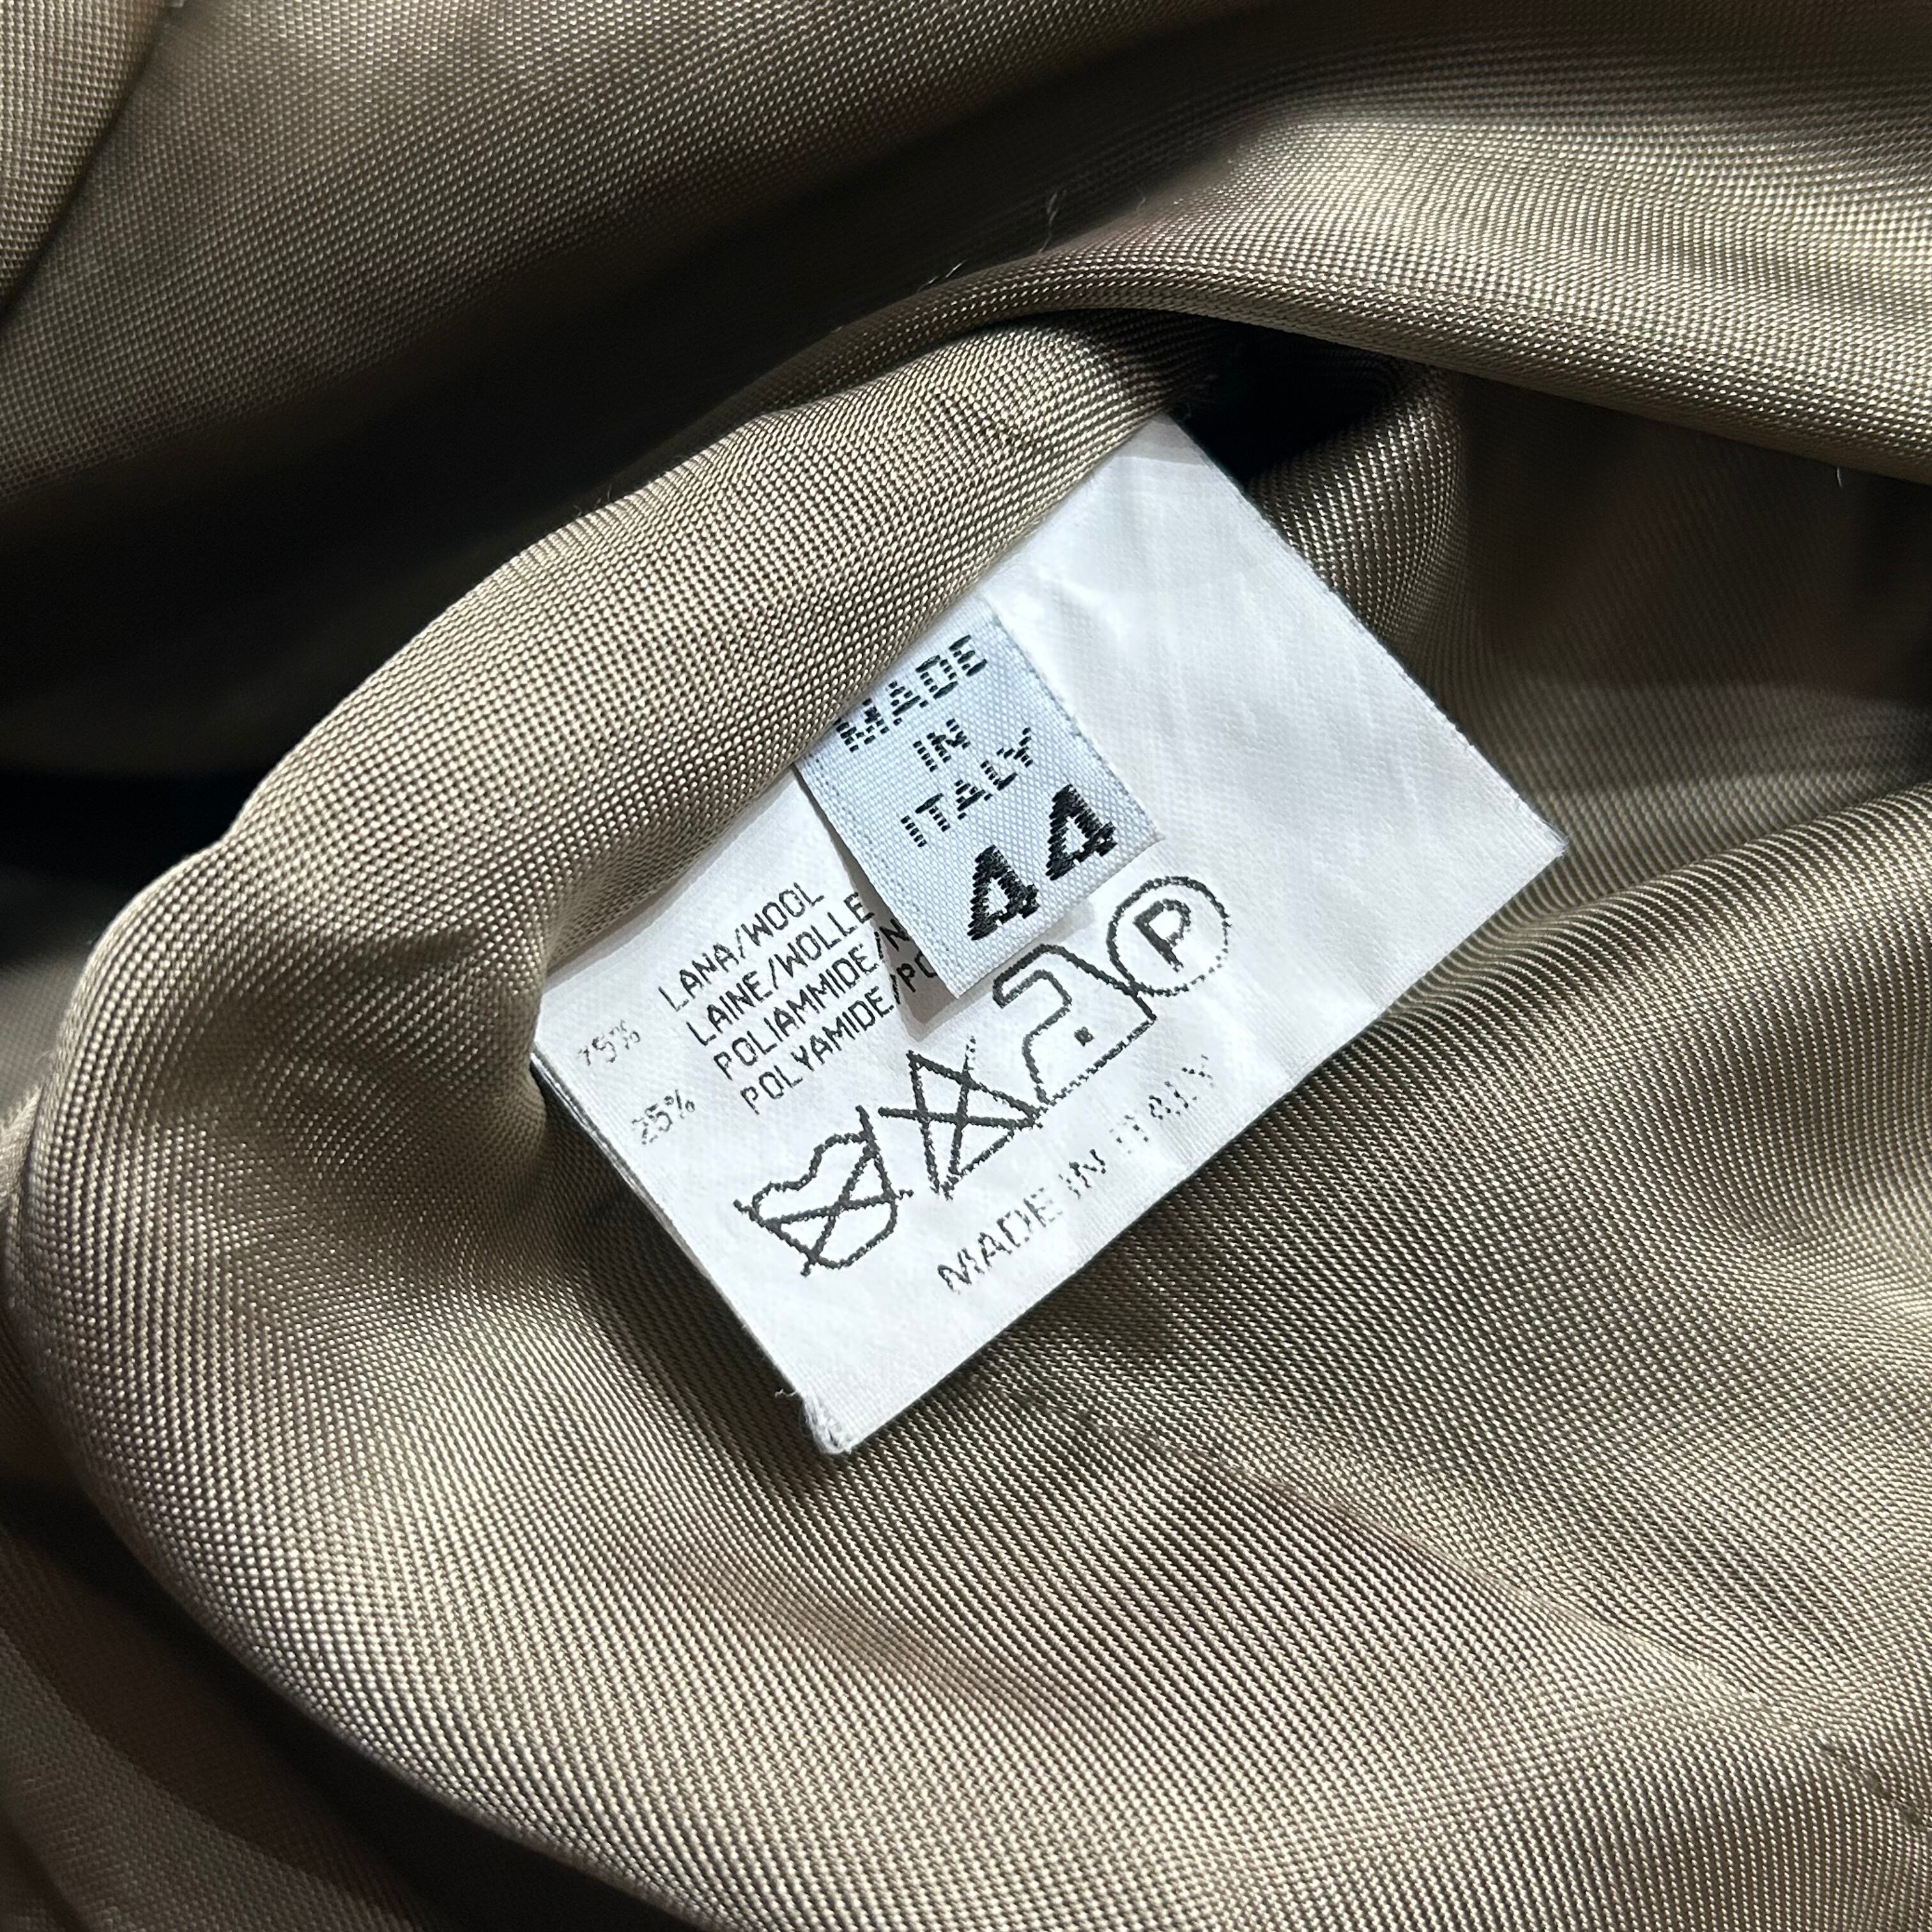 MADE
IN
ITALY
44
75% LANA/WOOL
LAINE/WOLLE
25% POLIAMMIDE/N
POLYAMIDE/PO
P
MADE IN ITALY